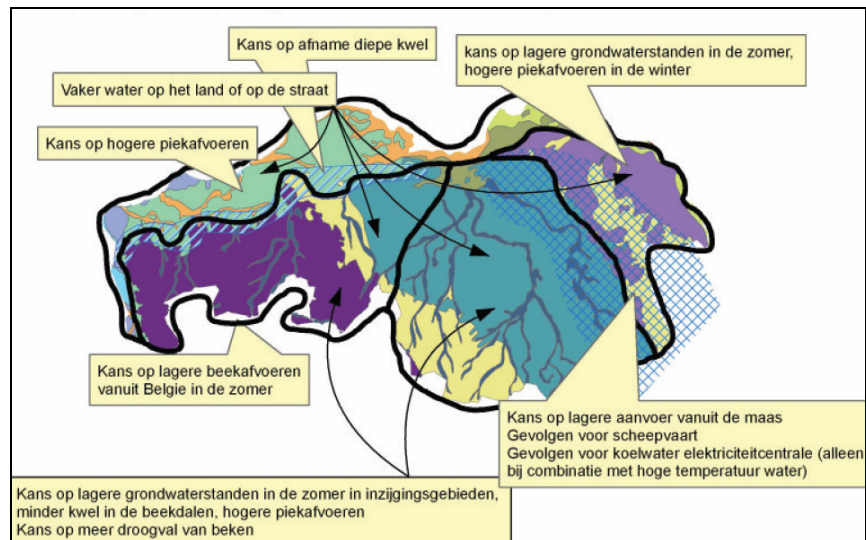 Kans op afname diepe kwel
kans op lagere grondwaterstanden in de zomer,
hogere piekafvoeren in de winter
Vaker water op het land of op de straat
Kans op hogere piekafvoeren
Kans op lagere beekafvoeren
vanuit Belgie in de zomer
Kans op lagere aanvoer vanuit de maas
Gevolgen voor scheepvaart
Gevolgen voor koelwater elektriciteitcentrale (alleen
bij combinatie met hoge temperatuur water)
Kans op lagere grondwaterstanden in de zomer in inzijgingsgebieden,
minder kwel in de beekdalen, hogere piekafvoeren
Kans op meer droogval van beken